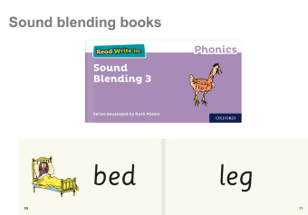 Sound blending books
Read Write Inc.
Phonics
Sound
Blending 3
Series developed by Ruth Miskin
OXFORD
bed
leg
10
11